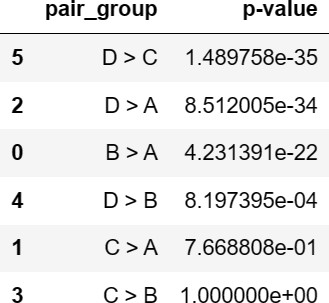 pair_group p-value
5 D > C 1.489758e-35
2 D > A 8.512005e-34
0 B > A 4.231391e-22
4 D > B 8.197395e-04
1 C > A 7.668808e-01
3 C > B 1.000000e+00